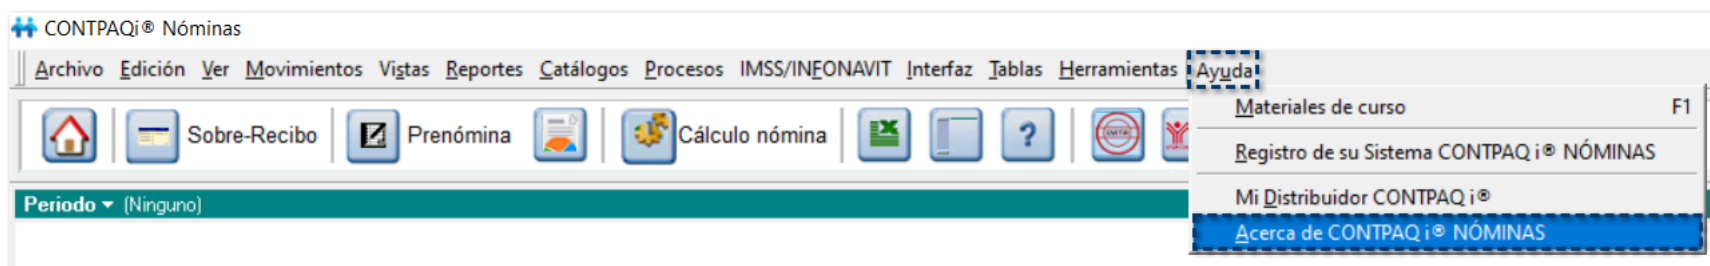 CONTPAQi® Nóminas
Archivo Edición Ver Movimientos Vistas Reportes Catálogos Procesos IMSS/INFONAVIT Interfaz Tablas Herramientas Ayuda
Sobre-Recibo Prenómina Cálculo nómina ?
Materiales de curso F1
Registro de su Sistema CONTPAQ i® NÓMINAS
Mi Distribuidor CONTPAQ i®
Acerca de CONTPAQ i® NÓMINAS
Periodo (Ninguno)